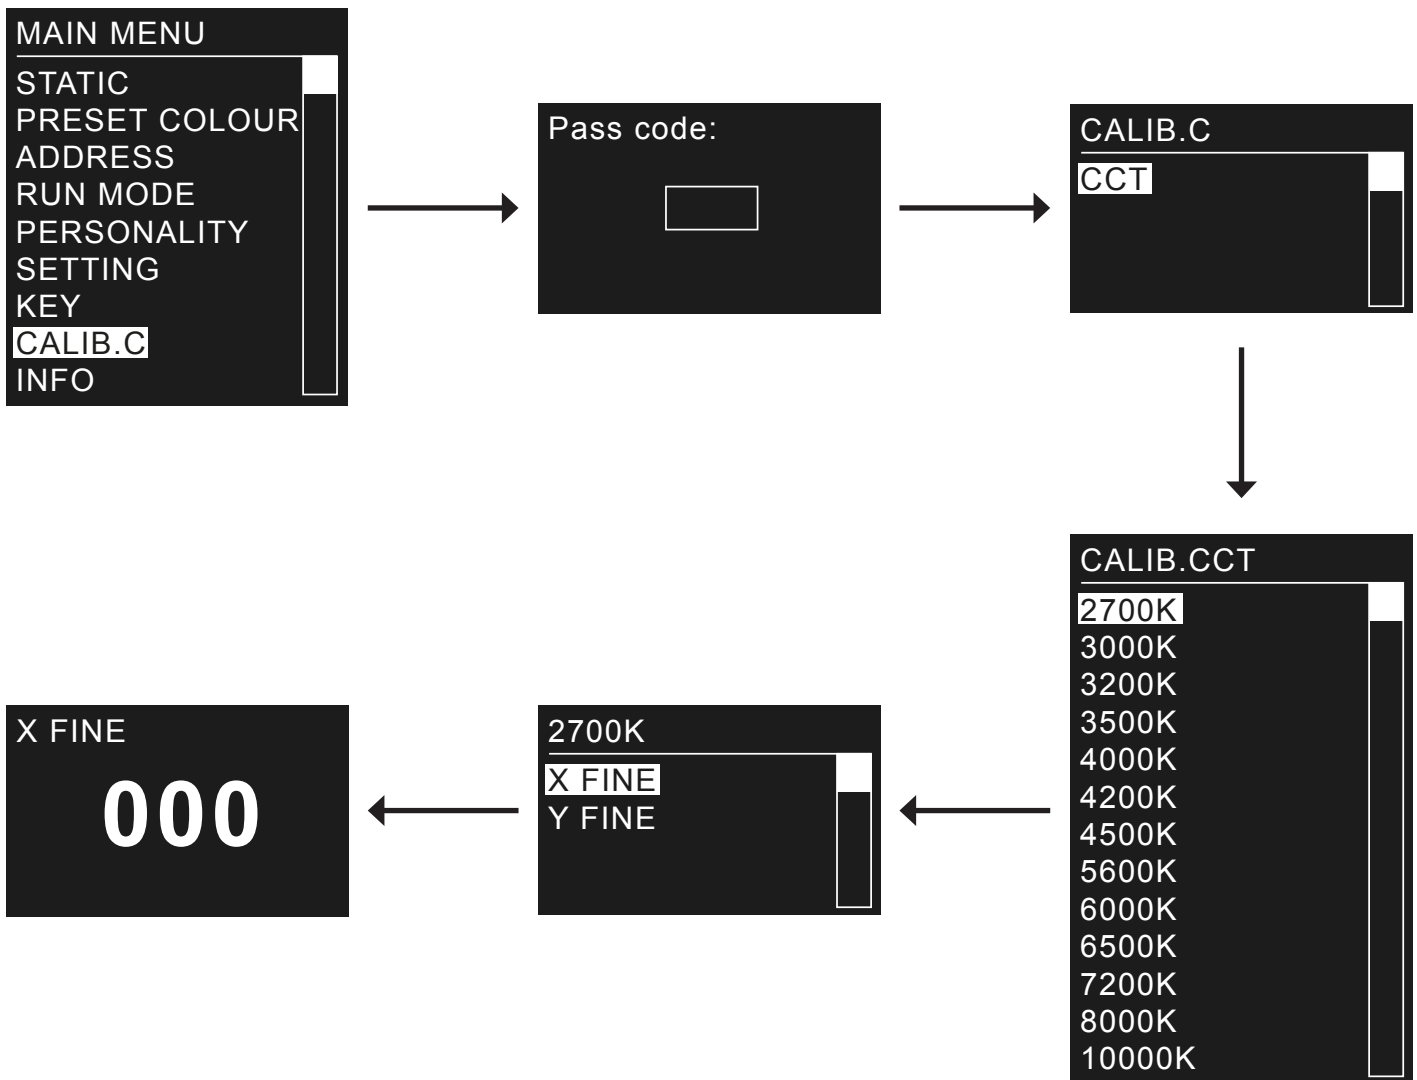 MAIN MENU
STATIC
PRESET COLOUR
ADDRESS
RUN MODE
PERSONALITY
SETTING
KEY
CALIB.C
INFO
Pass code:
CALIB.C
CCT
CALIB.CCT
2700K
3000K
3200K
3500K
4000K
4200K
4500K
5600K
6000K
6500K
7200K
8000K
10000K
2700K
X FINE
Y FINE
X FINE
000